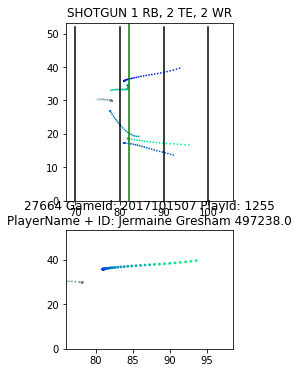 SHOTGUN 1 RB, 2 TE, 2 WR
50
40
30
20
10
0
70 80 90 100
27664 GameId: 2017101507 PlayId: 1255
PlayerName + ID: Jermaine Gresham 497238.0
40
20
0
80 85 90 95